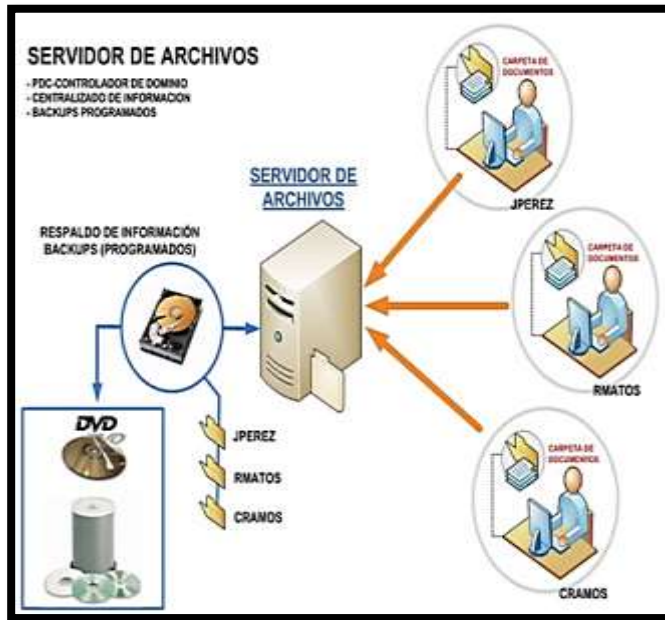 SERVIDOR DE ARCHIVOS
- PDC-CONTROLADOR DE DOMINIO
- CENTRALIZADO DE INFORMACION
- BACKUPS PROGRAMADOS
SERVIDOR DE
ARCHIVOS
RESPALDO DE INFORMACIÓN
BACKUPS (PROGRAMADOS)
DVD
JPEREZ
RMATOS
CRAMOS
CARPETA DE
DOCUMENTOS
JPEREZ
CARPETA DE
DOCUMENTOS
RMATOS
CARPETA DE
DOCUMENTOS
CRAMOS